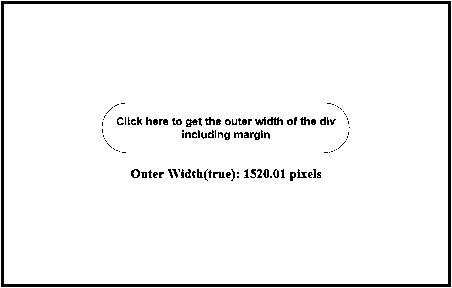 Click here to get the outer width of the div
including margin
Outer Width(true): 1520.01 pixels